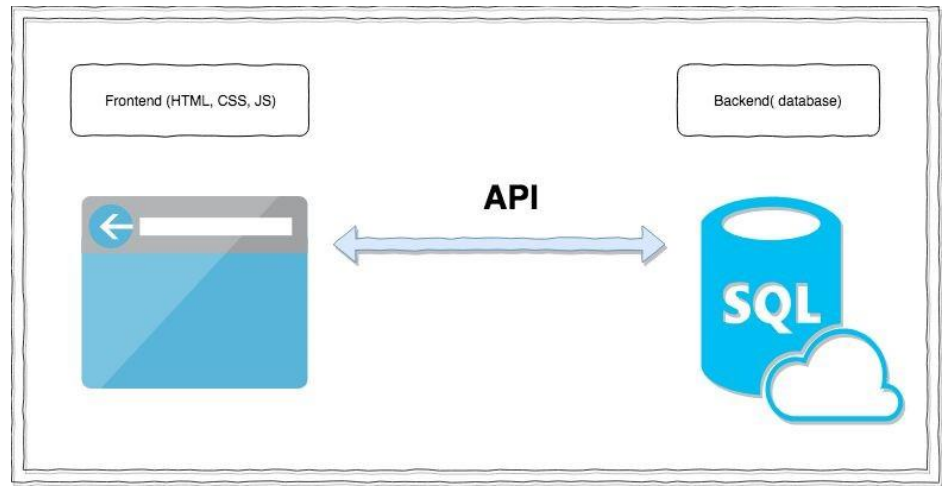 Frontend (HTML, CSS, JS)
Backend( database)
API
SQL